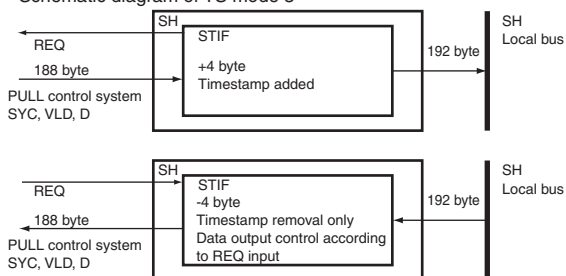 Schematic diagram of TS mode 3
SH
STIF
REQ
+4 byte
Timestamp added
188 byte
PULL control system
SYC, VLD, D
192 byte
SH
Local bus
SH
STIF
REQ
-4 byte
Timestamp removal only
Data output control according
to REQ input
188 byte
PULL control system
SYC, VLD, D
192 byte
SH
Local bus